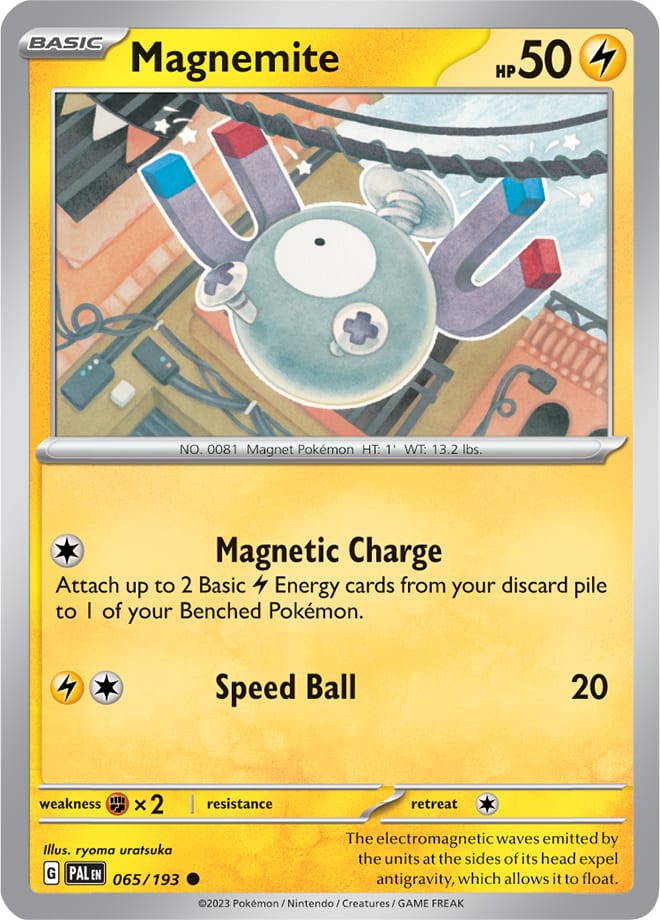 BASIC
Magnemite
HP 50
NO. 0081 Magnet Pokémon HT: 1' WT: 13.2 lbs.
Magnetic Charge
Attach up to 2 Basic Energy cards from your discard pile
to 1 of your Benched Pokémon.
Speed Ball 20
weakness ×2 resistance retreat
Illus. ryoma uratsuka
G PAL EN 065/193
The electromagnetic waves emitted by
the units at the sides of its head expel
antigravity, which allows it to float.
©2023 Pokémon / Nintendo / Creatures / GAME FREAK